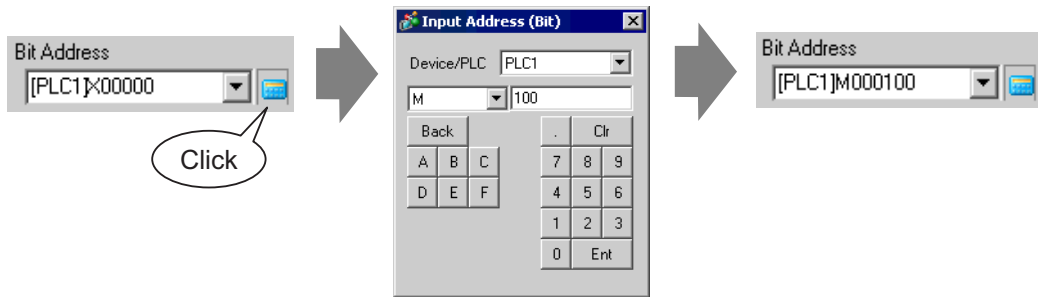 Bit Address
[PLC1]X00000
Click
Input Address (Bit)
Device/PLC PLC1
M 100
Back . Clr
A B C 7 8 9
D E F 4 5 6
1 2 3
0 Ent
Bit Address
[PLC1]M000100